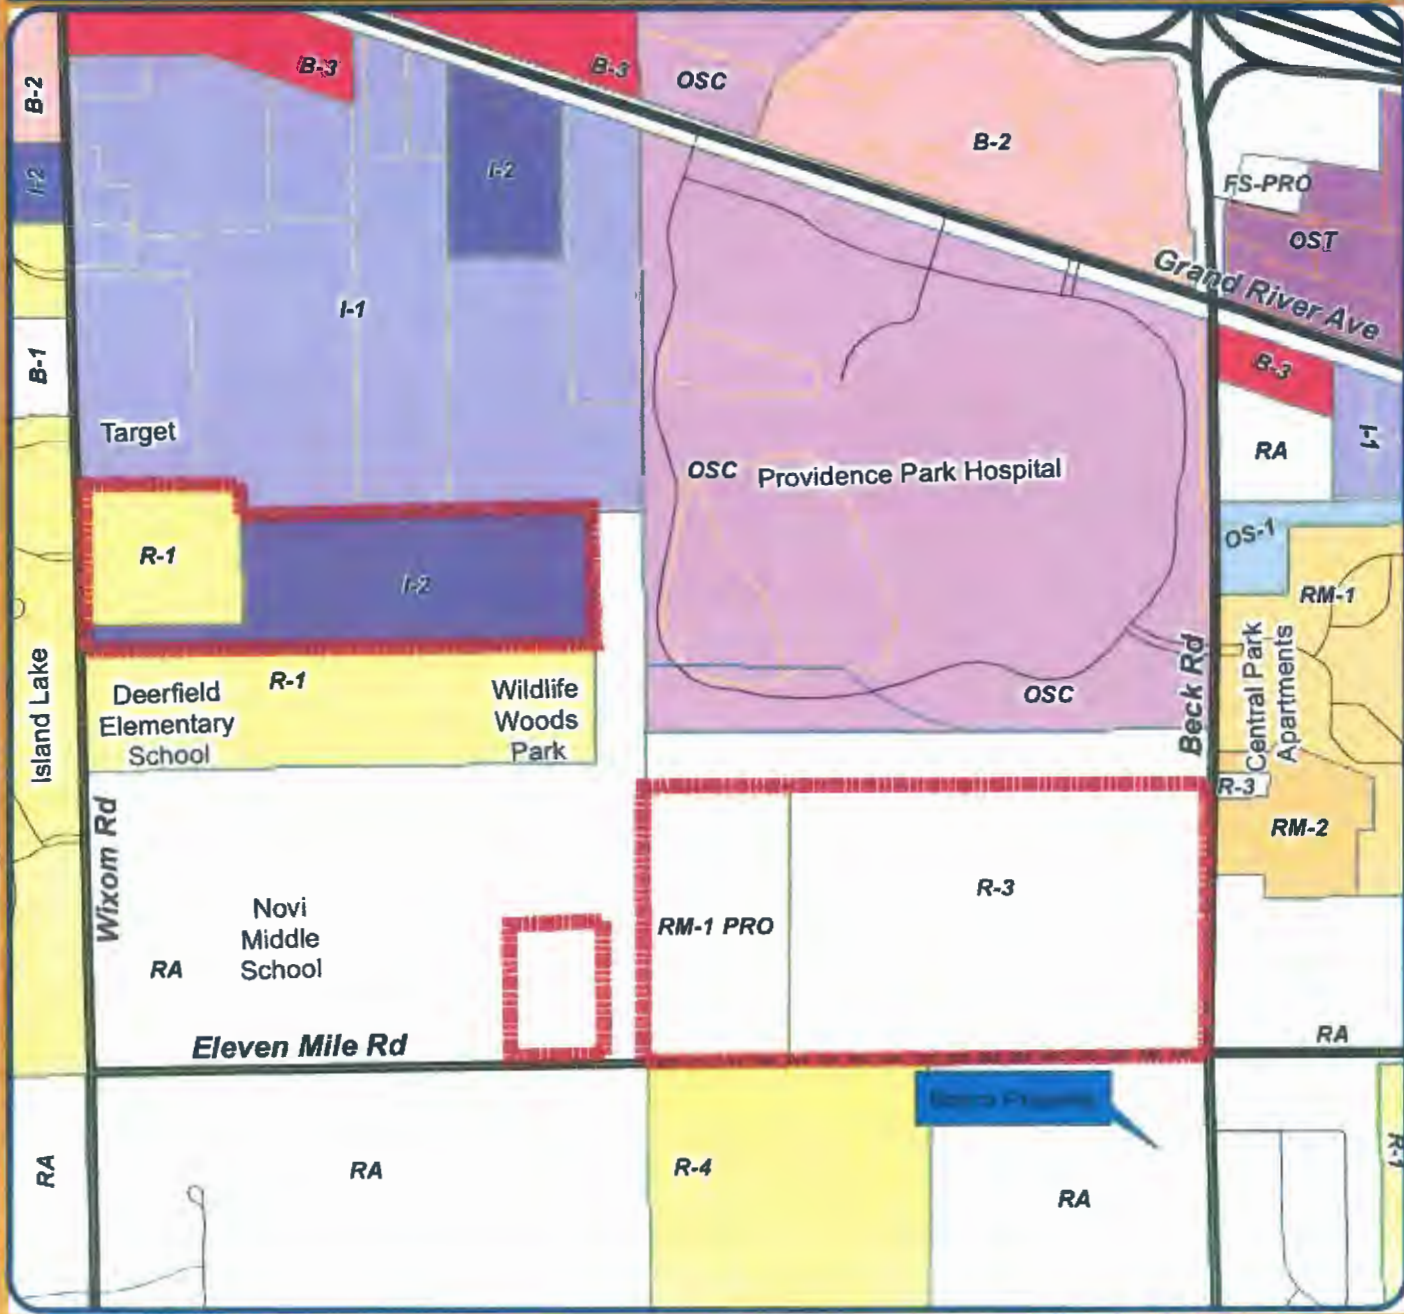 B-3
B-3
OSC
B-2
B-2
I-2
I-2
FS-PRO
OST
Grand River Ave
I-1
B-1
B-3
Target
I-1
RA
OSC
Providence Park Hospital
OS-1
R-1
I-2
RM-1
Island Lake
R-1
Deerfield
Elementary
School
Wildlife
Woods
Park
OSC
Beck Rd
Central Park
Apartments
R-3
RM-2
Wixom Rd
R-3
Novi
Middle
School
RM-1 PRO
RA
Eleven Mile Rd
RA
RA
RA
R-4
RA
R-1